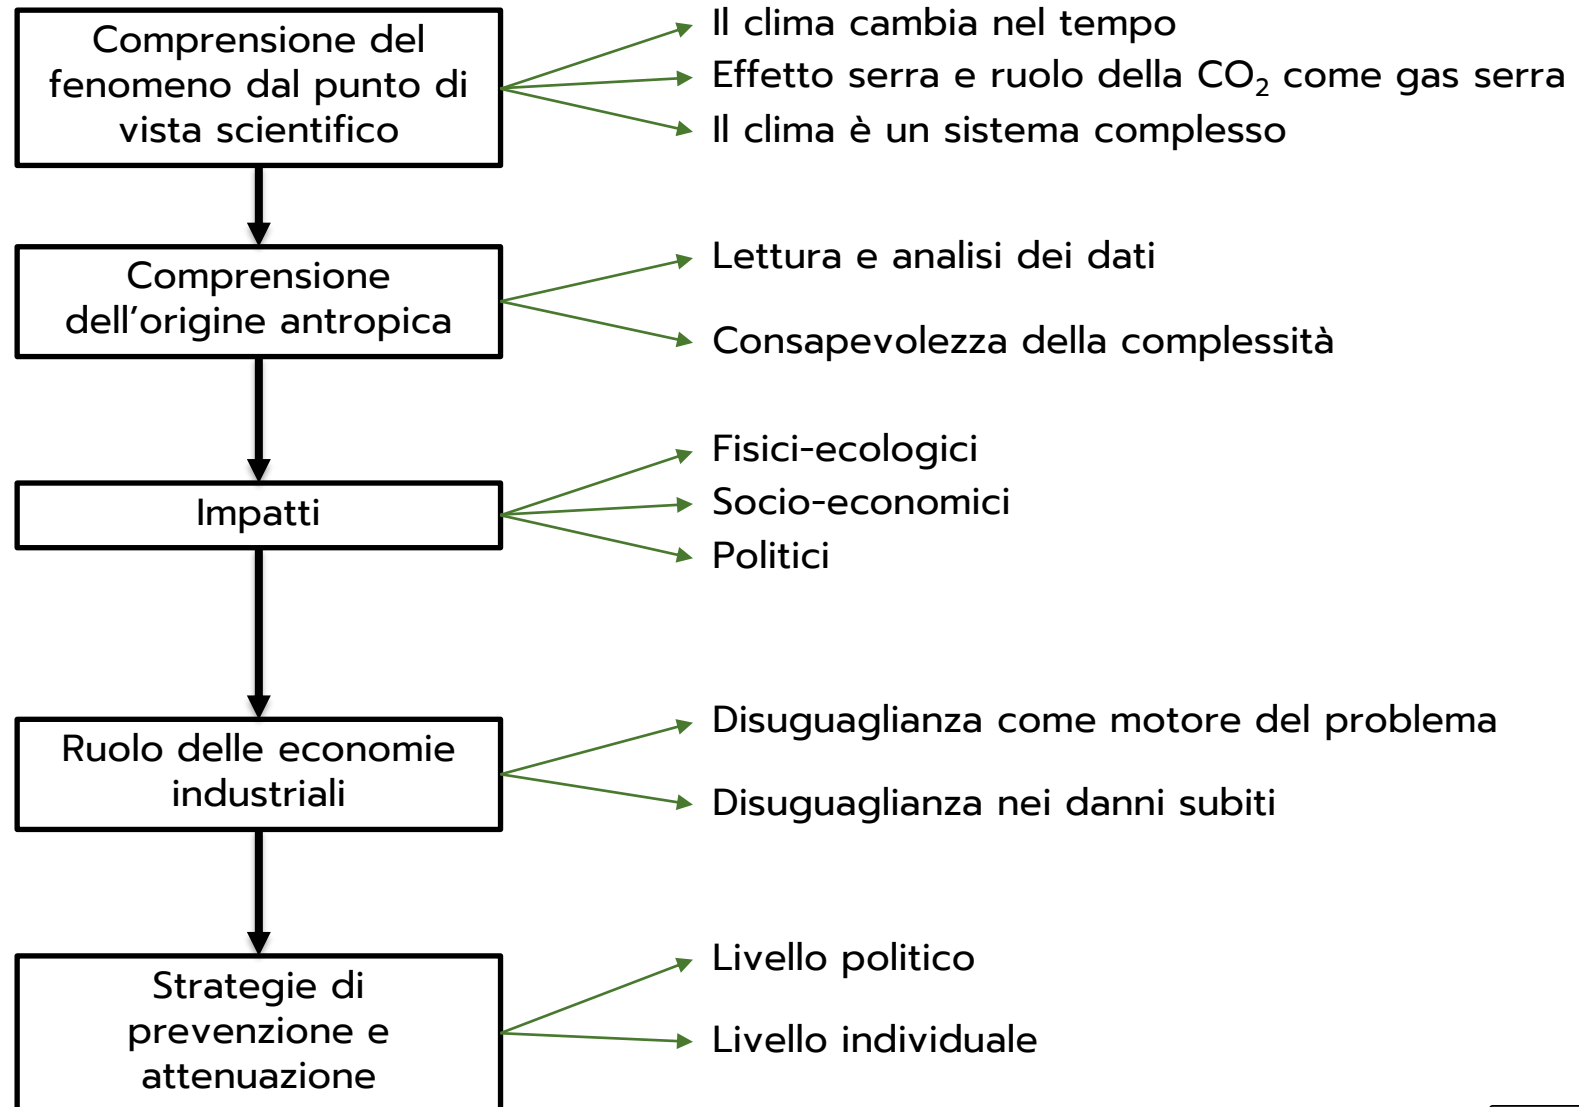 Comprensione del
fenomeno dal punto di
vista scientifico
Il clima cambia nel tempo
Effetto serra e ruolo della CO₂ come gas serra
Il clima è un sistema complesso
Comprensione
dell’origine antropica
Lettura e analisi dei dati
Consapevolezza della complessità
Impatti
Fisici-ecologici
Socio-economici
Politici
Ruolo delle economie
industriali
Disuguaglianza come motore del problema
Disuguaglianza nei danni subiti
Strategie di
prevenzione e
attenuazione
Livello politico
Livello individuale